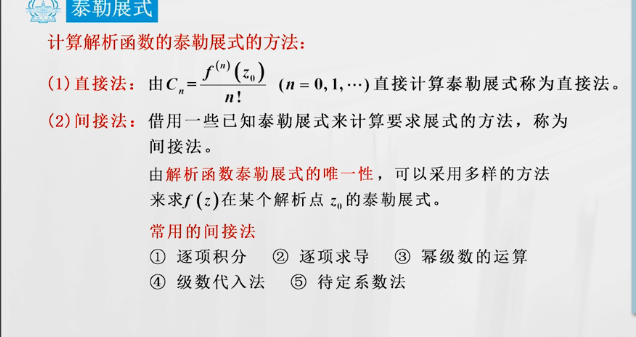 泰勒展式
计算解析函数的泰勒展式的方法：
(1)直接法：由Cₙ=f⁽ⁿ⁾(z₀)/n! (n=0,1,⋯)直接计算泰勒展式称为直接法。
(2)间接法：借用一些已知泰勒展式来计算要求展式的方法，称为
间接法。
由解析函数泰勒展式的唯一性，可以采用多样的方法
来求f(z)在某个解析点 z₀ 的泰勒展式。
常用的间接法
① 逐项积分 ② 逐项求导 ③ 幂级数的运算
④ 级数代入法 ⑤ 待定系数法